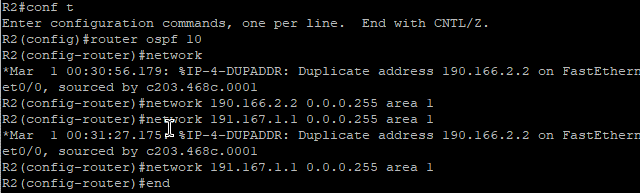 R2#conf t
Enter configuration commands, one per line.  End with CNTL/Z.
R2(config)#router ospf 10
R2(config-router)#network
*Mar  1 00:30:56.179: %IP-4-DUPADDR: Duplicate address 190.166.2.2 on FastEthern
et0/0, sourced by c203.468c.0001
R2(config-router)#network 190.166.2.2 0.0.0.255 area 1
R2(config-router)#network 191.167.1.1 0.0.0.255 area 1
*Mar  1 00:31:27.175: %IP-4-DUPADDR: Duplicate address 190.166.2.2 on FastEthern
et0/0, sourced by c203.468c.0001
R2(config-router)#network 191.167.1.1 0.0.0.255 area 1
R2(config-router)#end